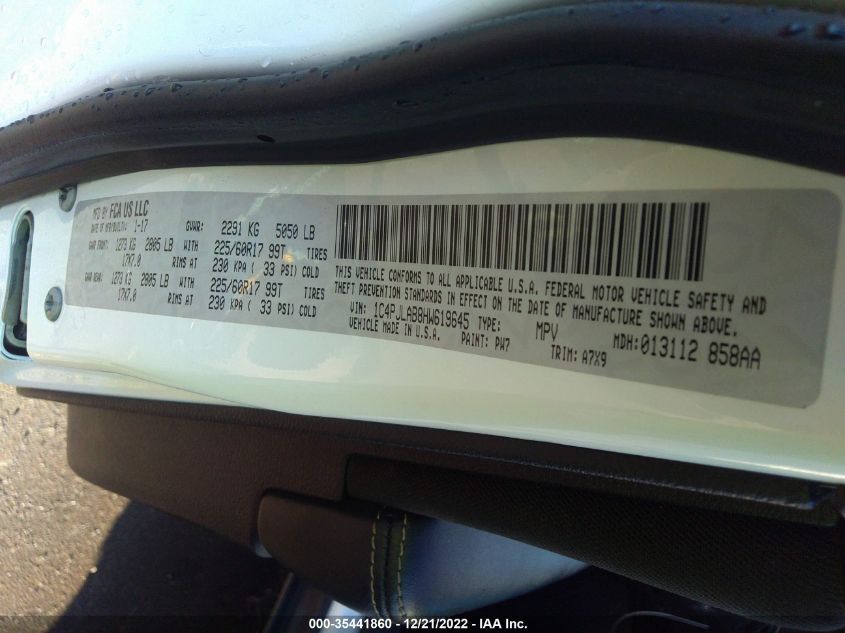 MFD BY FCA US LLC
DATE OF MFR(BUILT): 1-17 GVWR: 2291 KG 5050 LB
GAWR FRONT: 1273 KG 2805 LB WITH 225/60R17 99T TIRES
17X7.0 RIMS AT 230 KPA ( 33 PSI) COLD
GAWR REAR: 1273 KG 2805 LB WITH 225/60R17 99T TIRES
17X7.0 RIMS AT 230 KPA ( 33 PSI) COLD
THIS VEHICLE CONFORMS TO ALL APPLICABLE U.S.A. FEDERAL MOTOR VEHICLE SAFETY AND
THEFT PREVENTION STANDARDS IN EFFECT ON THE DATE OF MANUFACTURE SHOWN ABOVE.
VIN: 1C4PJLAB8HW619645 TYPE: MPV MDH:013112 858AA
VEHICLE MADE IN U.S.A. PAINT: PW7 TRIM: A7X9
000-35441860 - 12/21/2022 - IAA Inc.